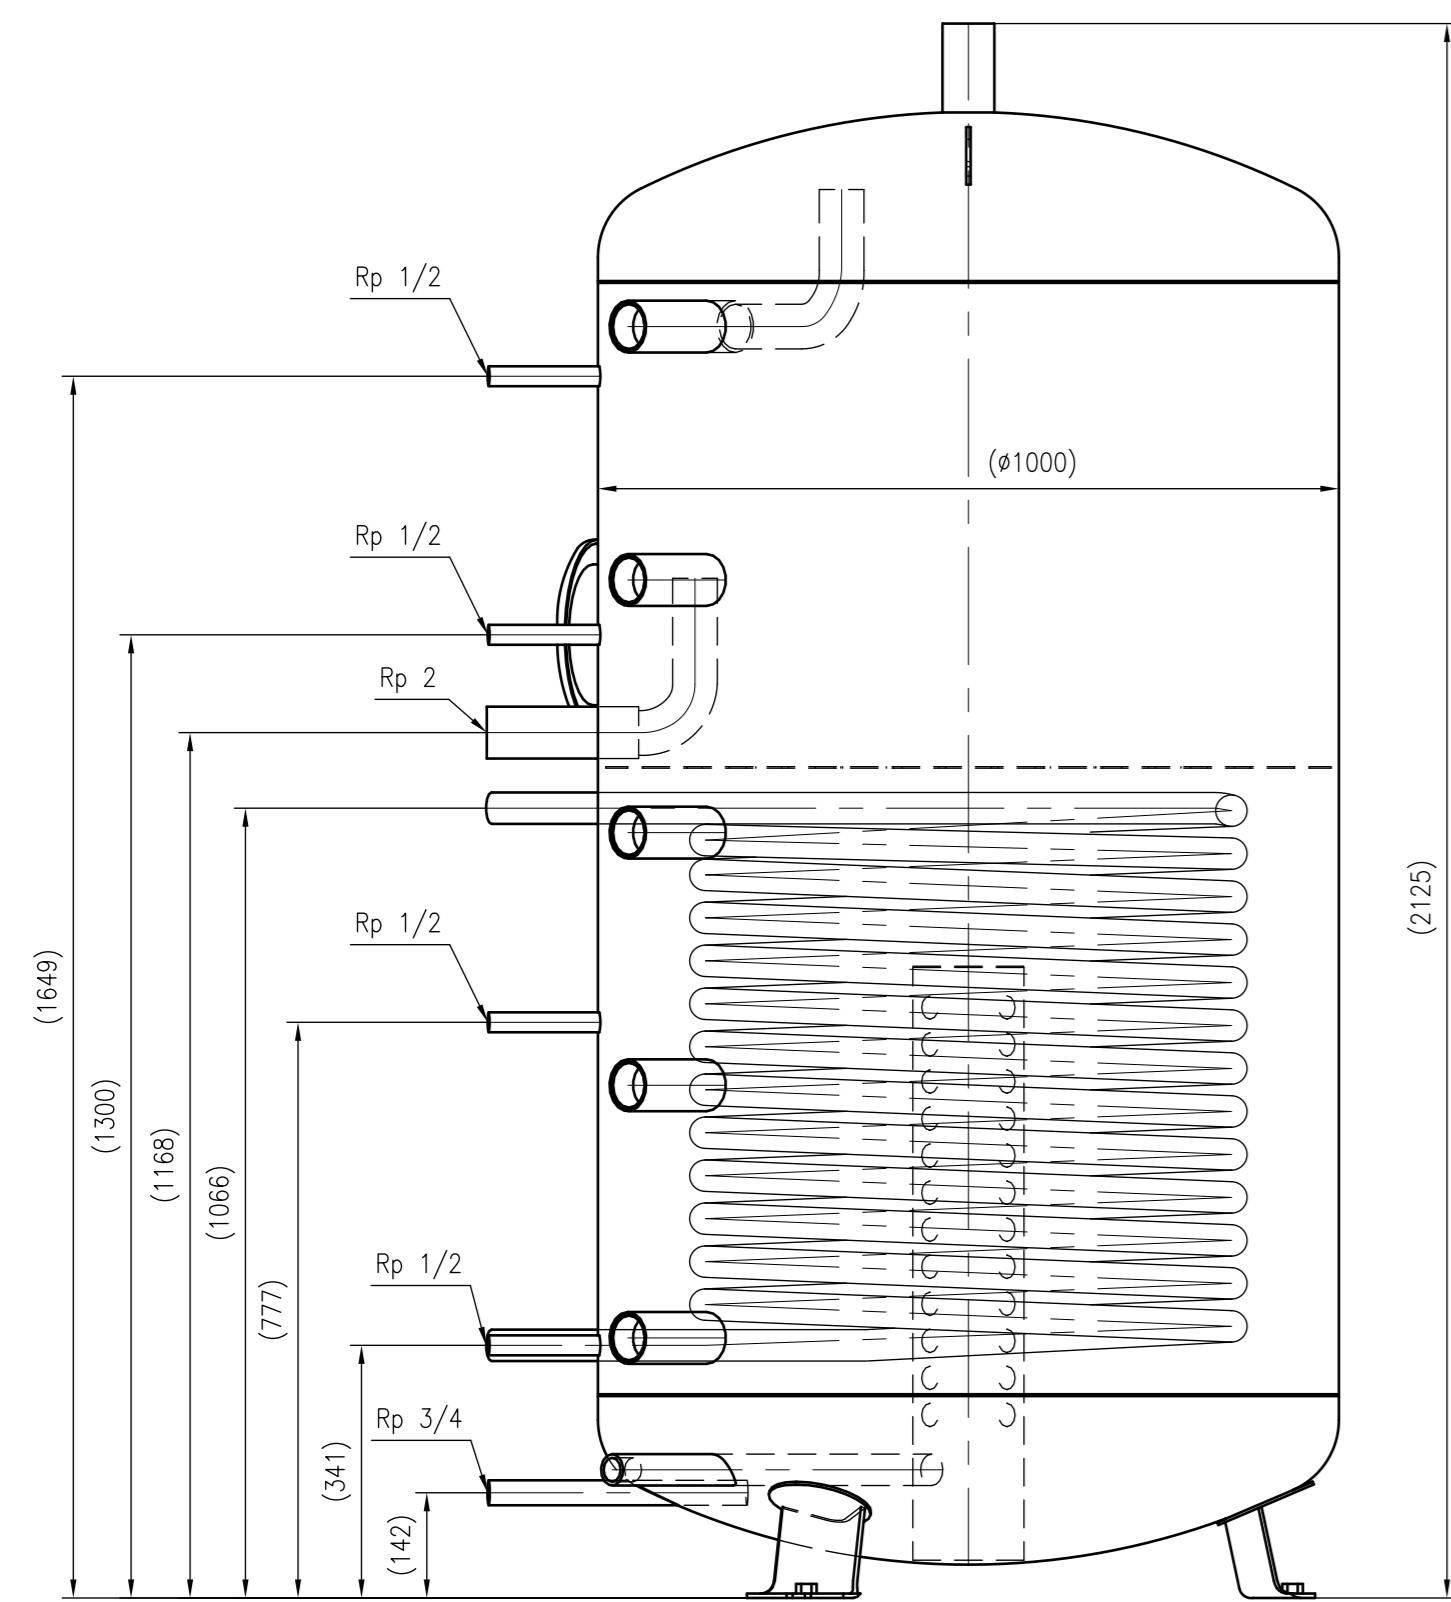 Rp 1/2
(ø1000)
Rp 1/2
Rp 2
(2125)
Rp 1/2
(1649)
(1300)
(1168)
(1066)
Rp 1/2
(777)
Rp 3/4
(341)
(142)